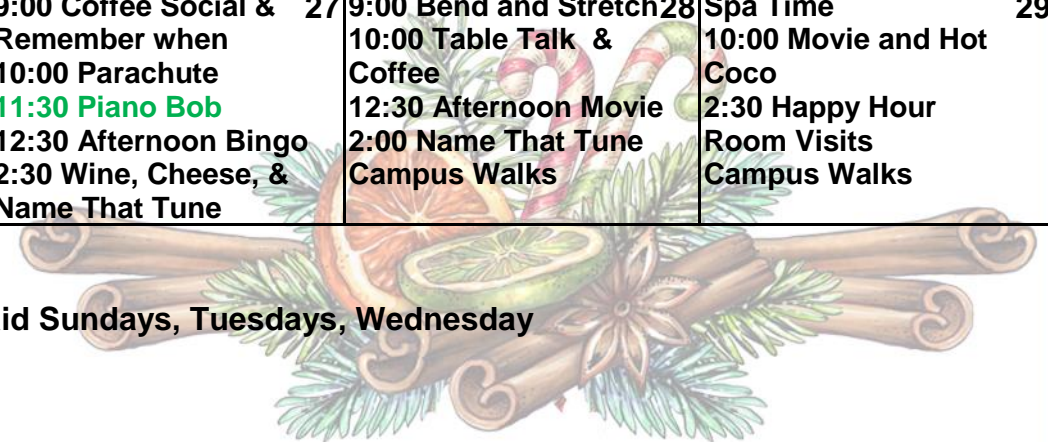 9:00 Coffee Social & 27
Remember when
10:00 Parachute
11:30 Piano Bob
12:30 Afternoon Bingo
2:30 Wine, Cheese, &
Name That Tune
9:00 Bend and Stretch 28
10:00 Table Talk &
Coffee
12:30 Afternoon Movie
2:00 Name That Tune
Campus Walks
Spa Time 29
10:00 Movie and Hot
Coco
2:30 Happy Hour
Room Visits
Campus Walks
id Sundays, Tuesdays, Wednesday